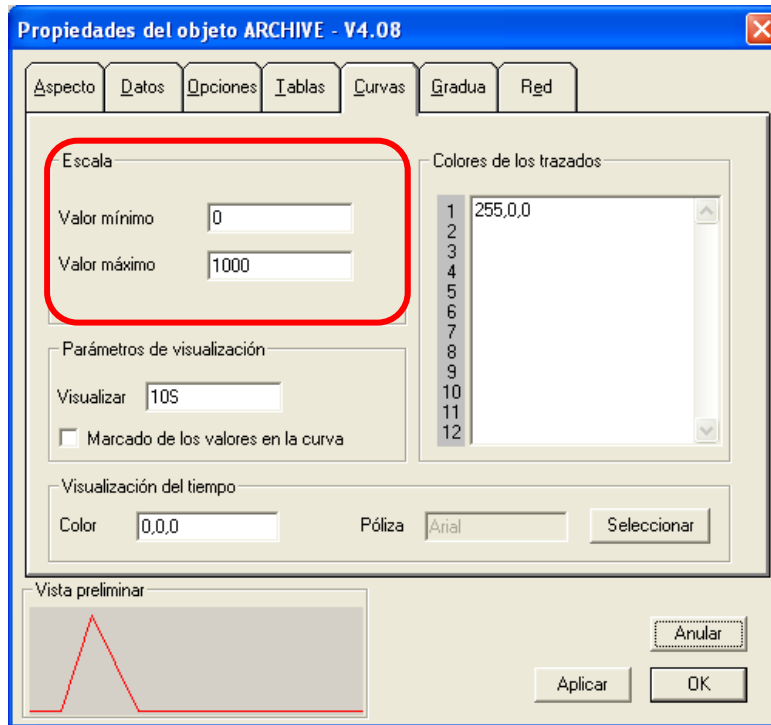 Propiedades del objeto ARCHIVE - V4.08
Aspecto Datos Opciones Tablas Curvas Gradua Red
Escala
Valor mínimo 0
Valor máximo 1000
Colores de los trazados
1 255,0,0
2
3
4
5
6
7
8
9
10
11
12
Parámetros de visualización
Visualizar 10S
Marcado de los valores en la curva
Visualización del tiempo
Color 0,0,0 Póliza Arial Seleccionar
Vista preliminar
Anular
Aplicar OK